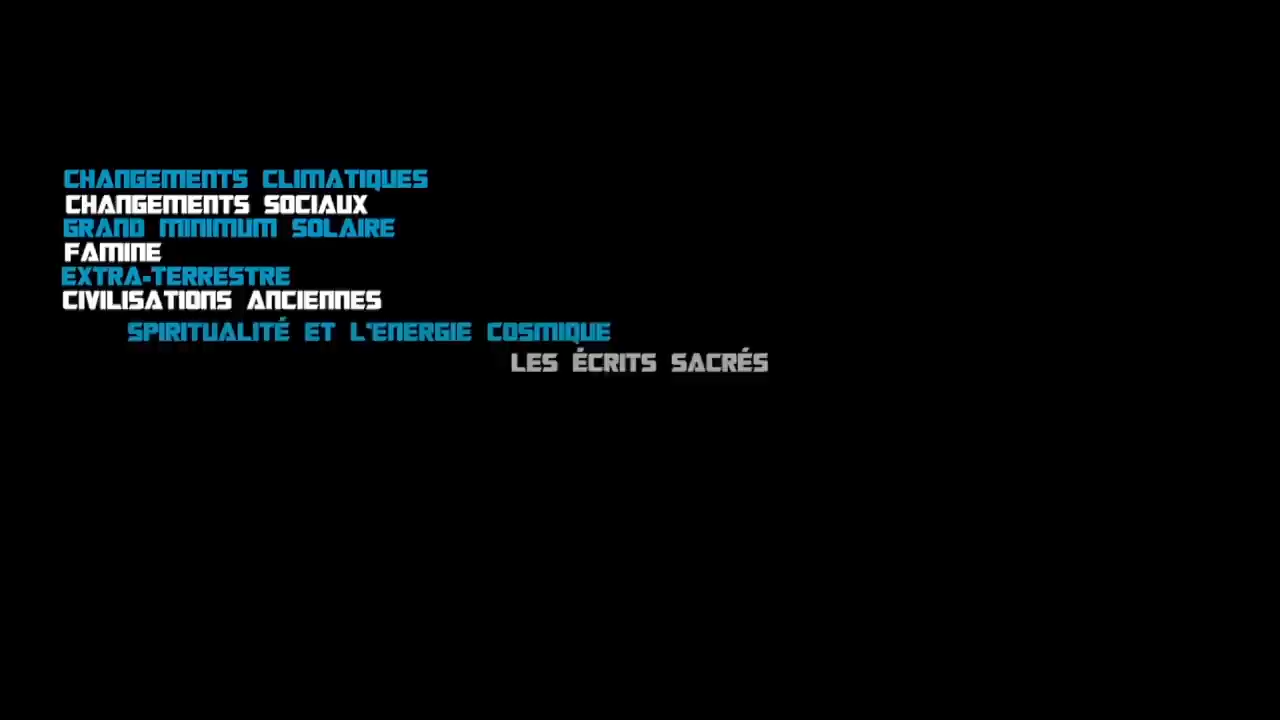 CHANGEMENTS CLIMATIQUES
CHANGEMENTS SOCIAUX
GRAND MINIMUM SOLAIRE
FAMINE
EXTRA-TERRESTRE
CIVILISATIONS ANCIENNES
SPIRITUALITÉ ET L'ENERGIE COSMIQUE
LES ÉCRITS SACRÉS